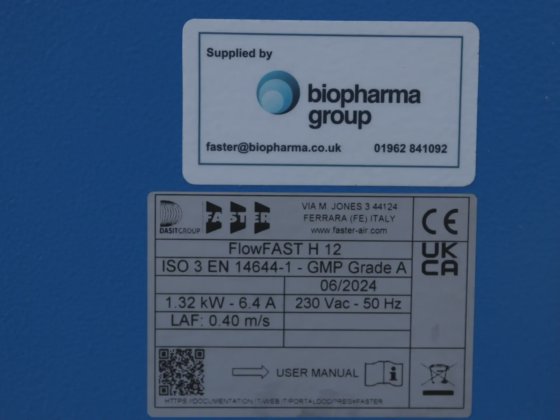 Supplied by
biopharma
group
faster@biopharma.co.uk 01962 841092
DASITGROUP FASTER VIA M. JONES 3 44124
FERRARA (FE) ITALY
www.faster-air.com
CE
UK
CA
FlowFAST H 12
ISO 3 EN 14644-1 - GMP Grade A
06/2024
1.32 kW - 6.4 A 230 Vac - 50 Hz
LAF: 0.40 m/s
USER MANUAL